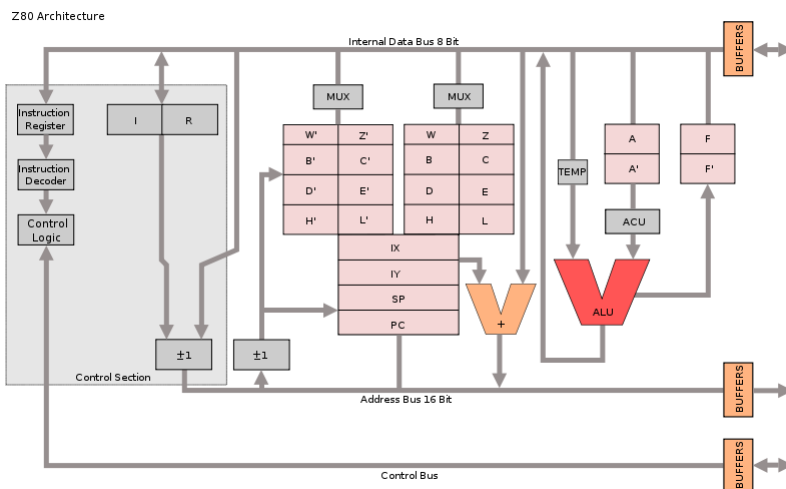 Z80 Architecture
Internal Data Bus 8 Bit
BUFFERS
Instruction
Register
I
R
MUX
MUX
W'
Z'
W
Z
A
F
B'
C'
B
C
A'
F'
Instruction
Decoder
TEMP
D'
E'
D
E
Control
Logic
H'
L'
H
L
ACU
IX
IY
SP
PC
+
ALU
±1
±1
Control Section
BUFFERS
Address Bus 16 Bit
BUFFERS
Control Bus